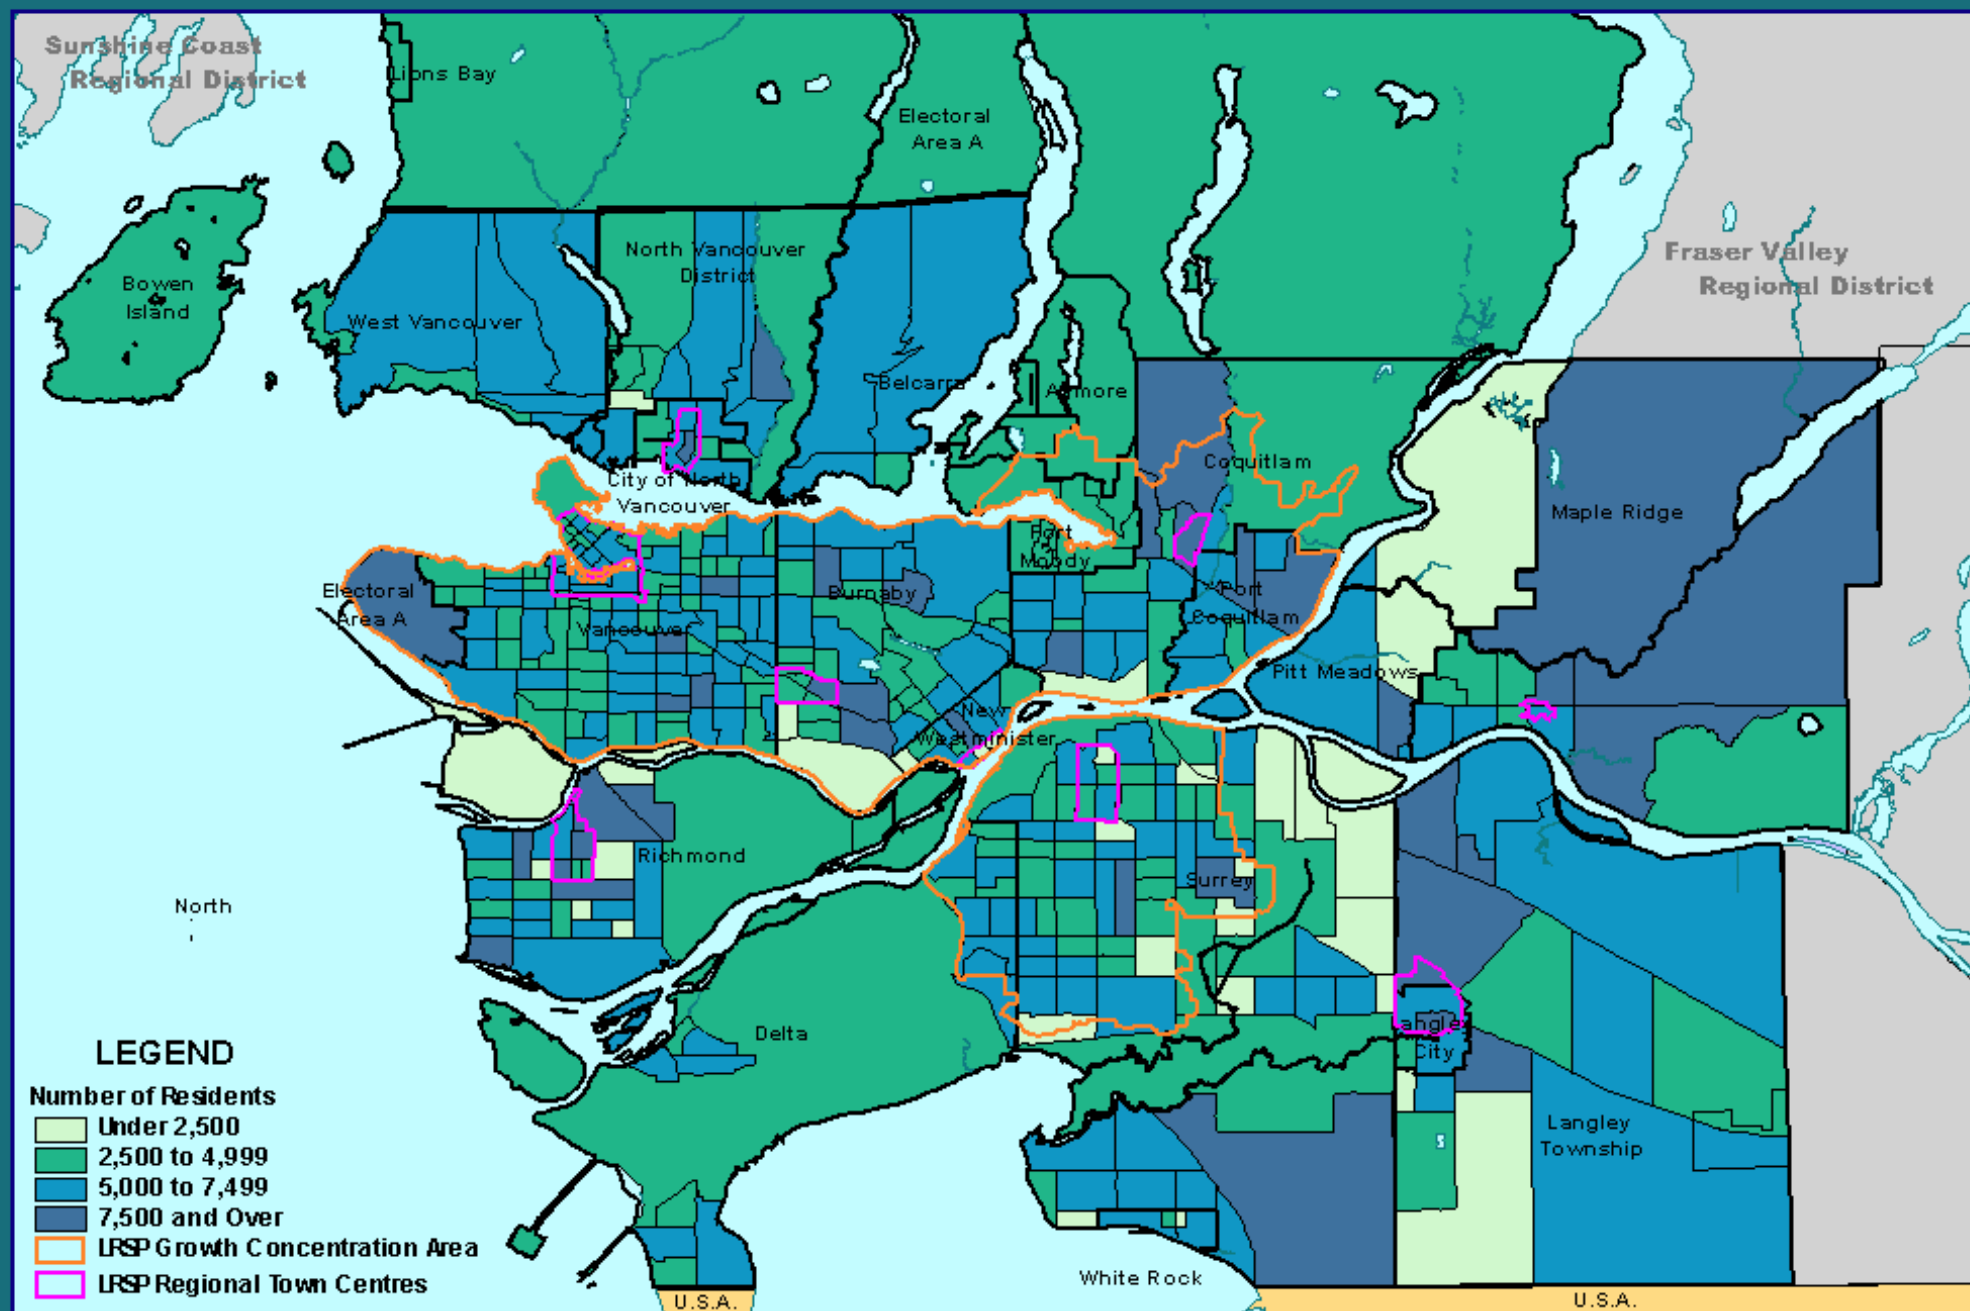 Sunshine Coast
Regional District
Lions Bay
Electoral
Area A
Bowen
Island
North Vancouver
District
West Vancouver
Fraser Valley
Regional District
Belcarra
Anmore
Coquitlam
City of North
Vancouver
Maple Ridge
Port
Moody
Electoral
Area A
Burnaby
Port
Coquitlam
Vancouver
Pitt Meadows
New
Westminister
Richmond
Surrey
North
Delta
Langley
City
Langley
Township
White Rock
U.S.A.
U.S.A.
LEGEND
Number of Residents
Under 2,500
2,500 to 4,999
5,000 to 7,499
7,500 and Over
LRSP Growth Concentration Area
LRSP Regional Town Centres